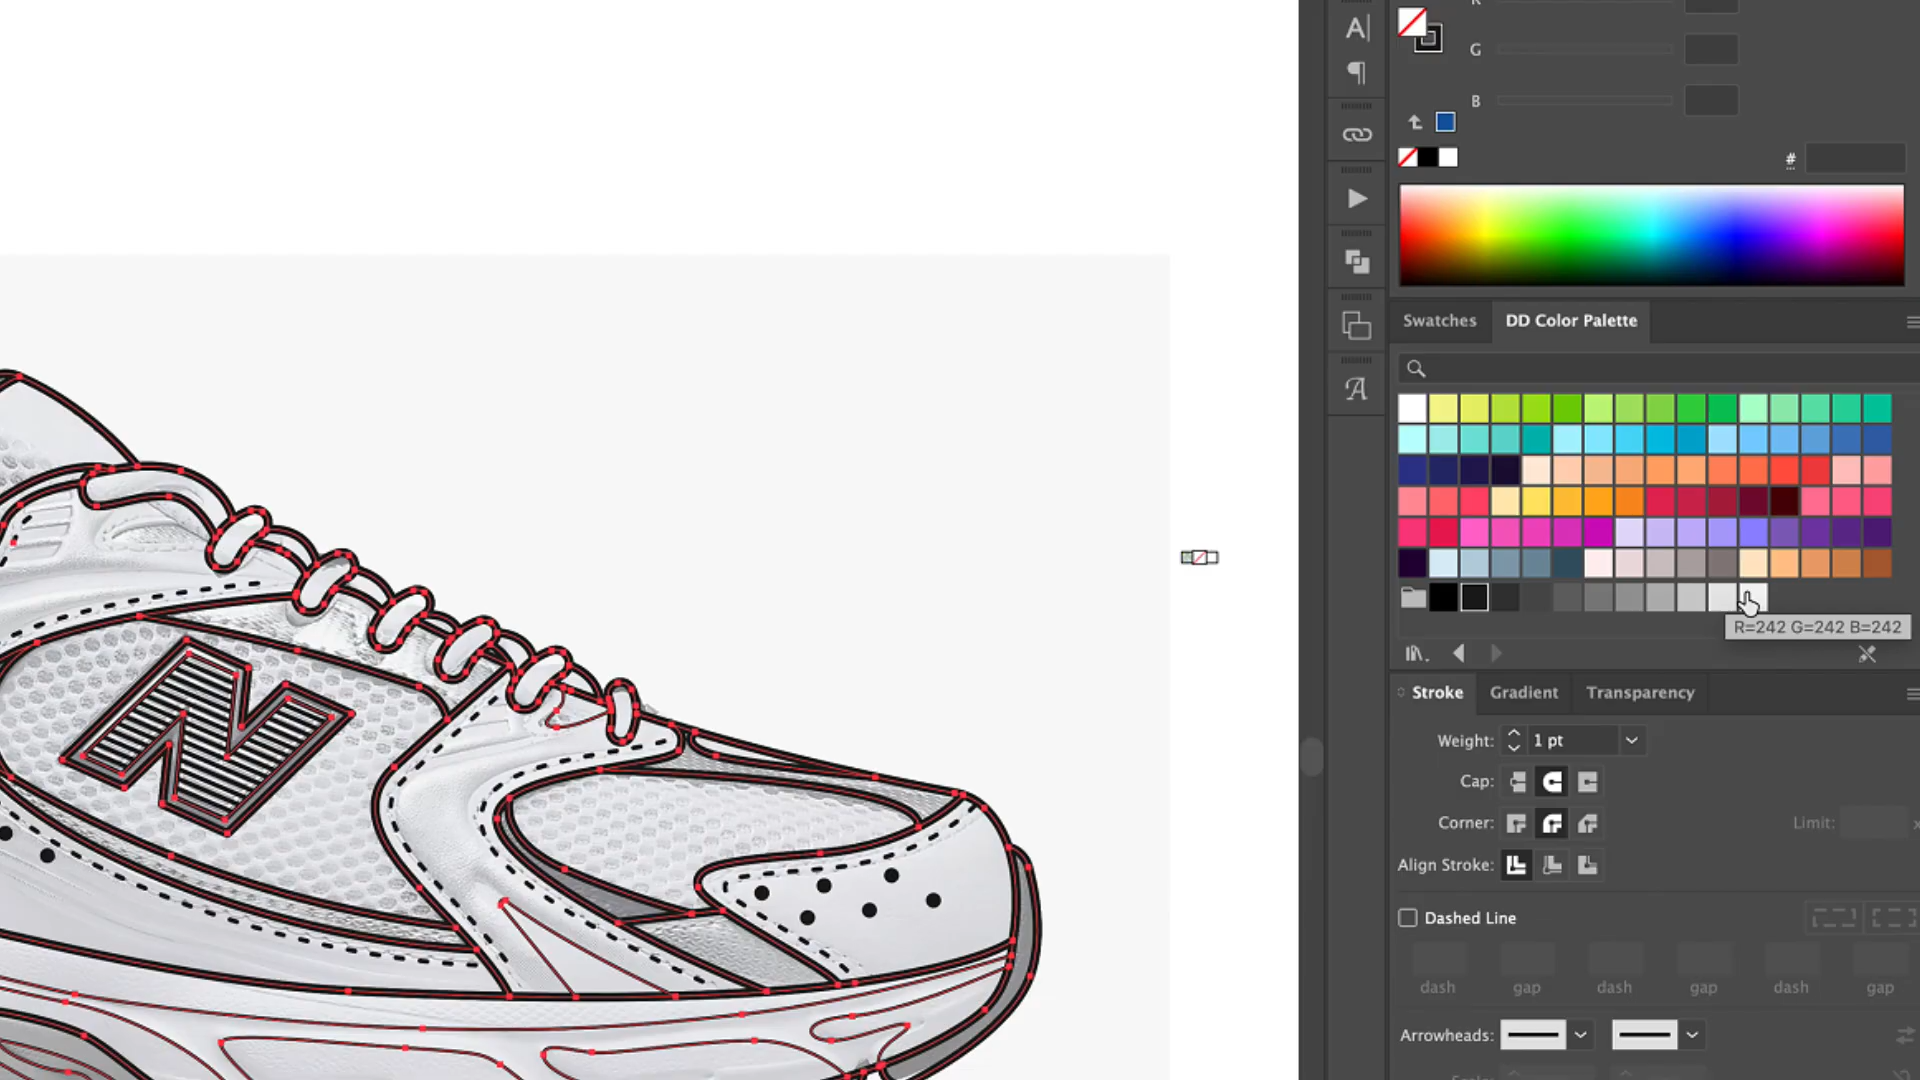 A|
R
G
B
#
Swatches
DD Color Palette
A
R=242 G=242 B=242
Stroke
Gradient
Transparency
Weight:
1 pt
Cap:
Corner:
Limit:
x
Align Stroke:
Dashed Line
dash
gap
dash
gap
dash
gap
Arrowheads:
N